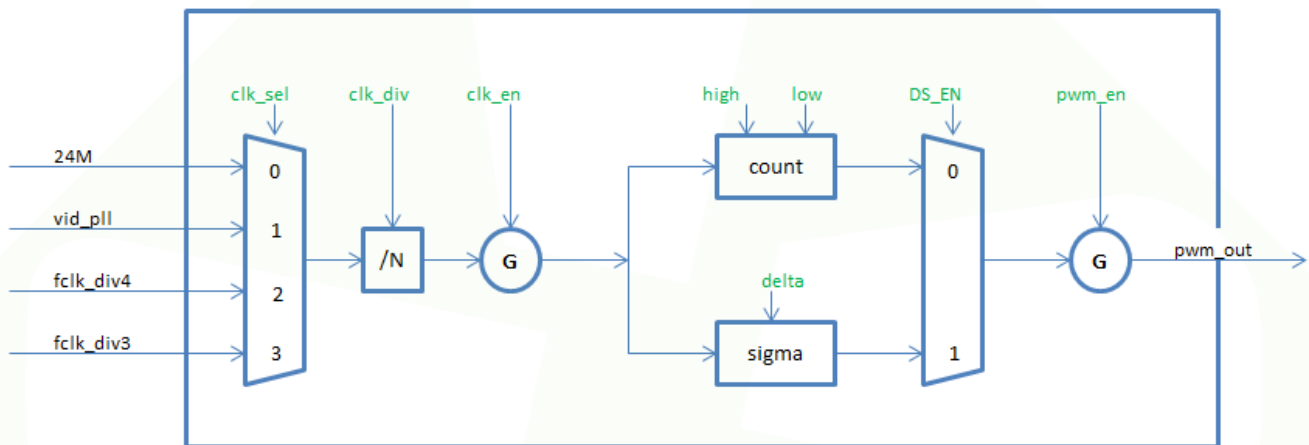 clk_sel clk_div clk_en high low DS_EN pwm_en
24M
0 count 0
vid_pll
1
/N G G pwm_out
fclk_div4
2 delta
fclk_div3
3 sigma 1